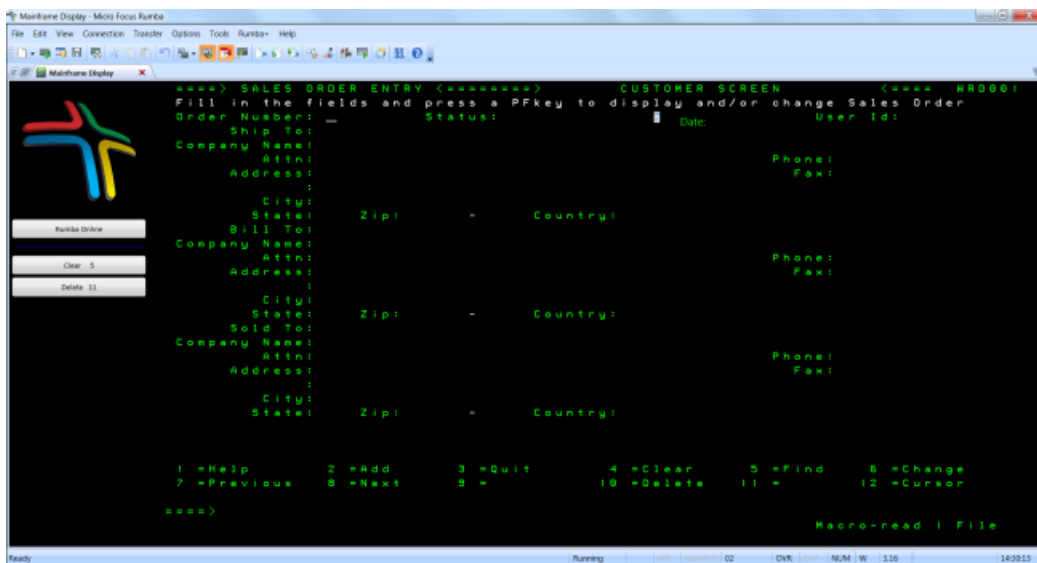 Mainframe Display - Micro Focus Rumba
File Edit View Connection Transfer Options Tools Rumba+ Help
Mainframe Display
====> SALES ORDER ENTRY <========> CUSTOMER SCREEN <==== HRD001
Fill in the fields and press a PFkey to display and/or change Sales Order
Order Number: _ Status: Date: User Id:
Ship To:
Company Name:
Attn: Phone:
Address: Fax:
:
City:
State: Zip: - Country:
Rumba Online
Bill To:
Company Name:
Clear 5
Attn: Phone:
Address: Fax:
Delete 11
:
City:
State: Zip: - Country:
Sold To:
Company Name:
Attn: Phone:
Address: Fax:
:
City:
State: Zip: - Country:
1 =Help 2 =Add 3 =Quit 4 =Clear 5 =Find 6 =Change
7 =Previous 8 =Next 9 = 10 =Delete 11 = 12 =Cursor
====>
Macro-read | File
Ready Running 02 OVR CAP NUM W 3,16 14:30:13